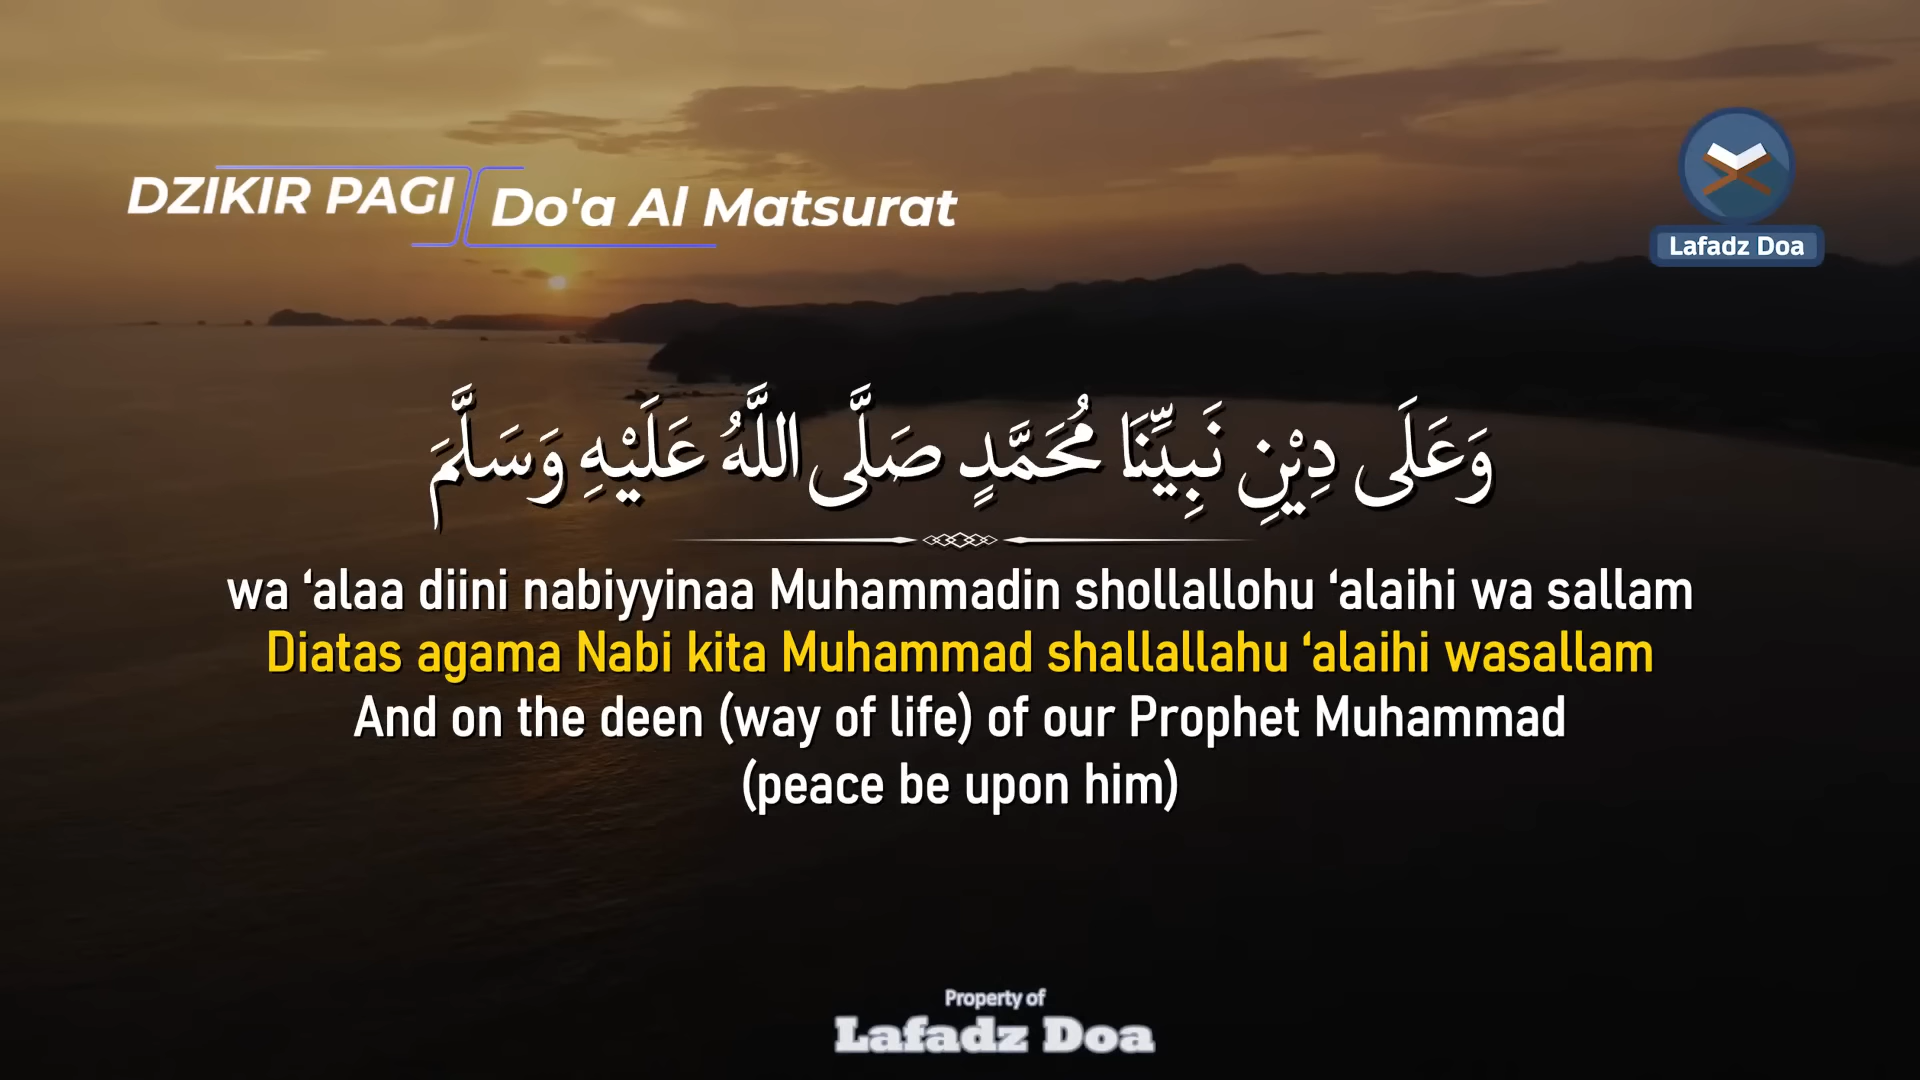 DZIKIR PAGI
Do'a Al Matsurat
Lafadz Doa
وَعَلَى دِيْنِ نَبِيِّنَا مُحَمَّدٍ صَلَّى اللَّهُ عَلَيْهِ وَسَلَّمَ
wa ‘alaa diini nabiyyinaa Muhammadin shollallohu ‘alaihi wa sallam
Diatas agama Nabi kita Muhammad shallallahu ‘alaihi wasallam
And on the deen (way of life) of our Prophet Muhammad
(peace be upon him)
Property of
Lafadz Doa